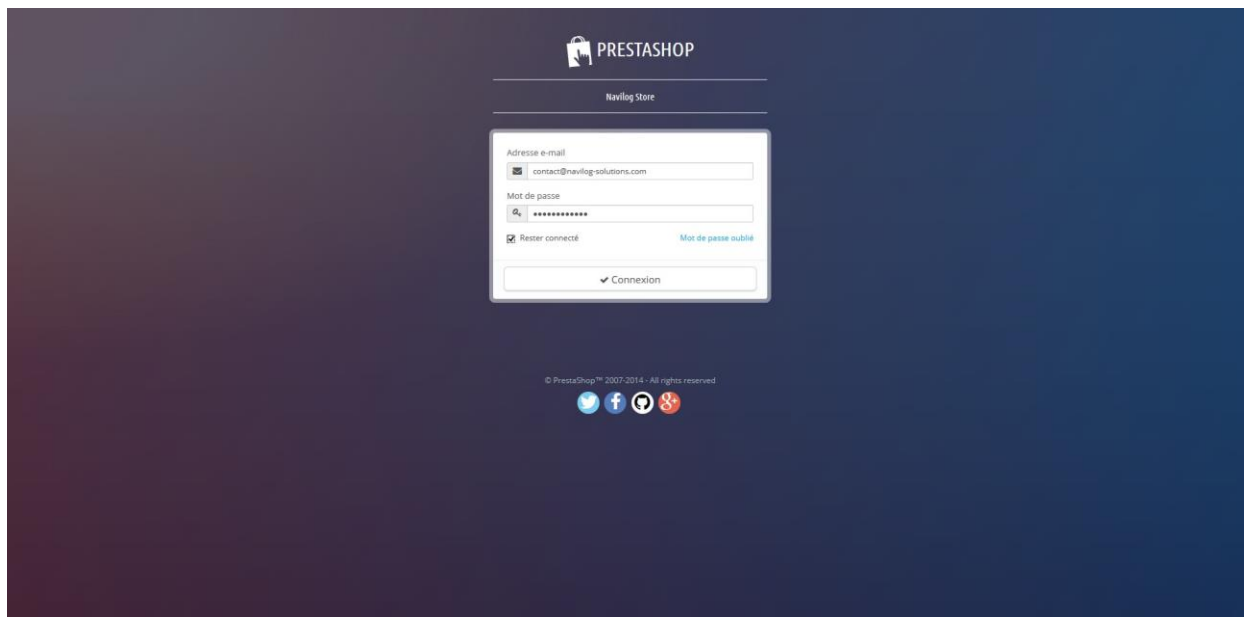 PRESTASHOP
Navilog Store
Adresse e-mail
contact@navilog-solutions.com
Mot de passe
••••••••••••
Rester connecté
Mot de passe oublié
Connexion
© PrestaShop™ 2007-2014 - All rights reserved